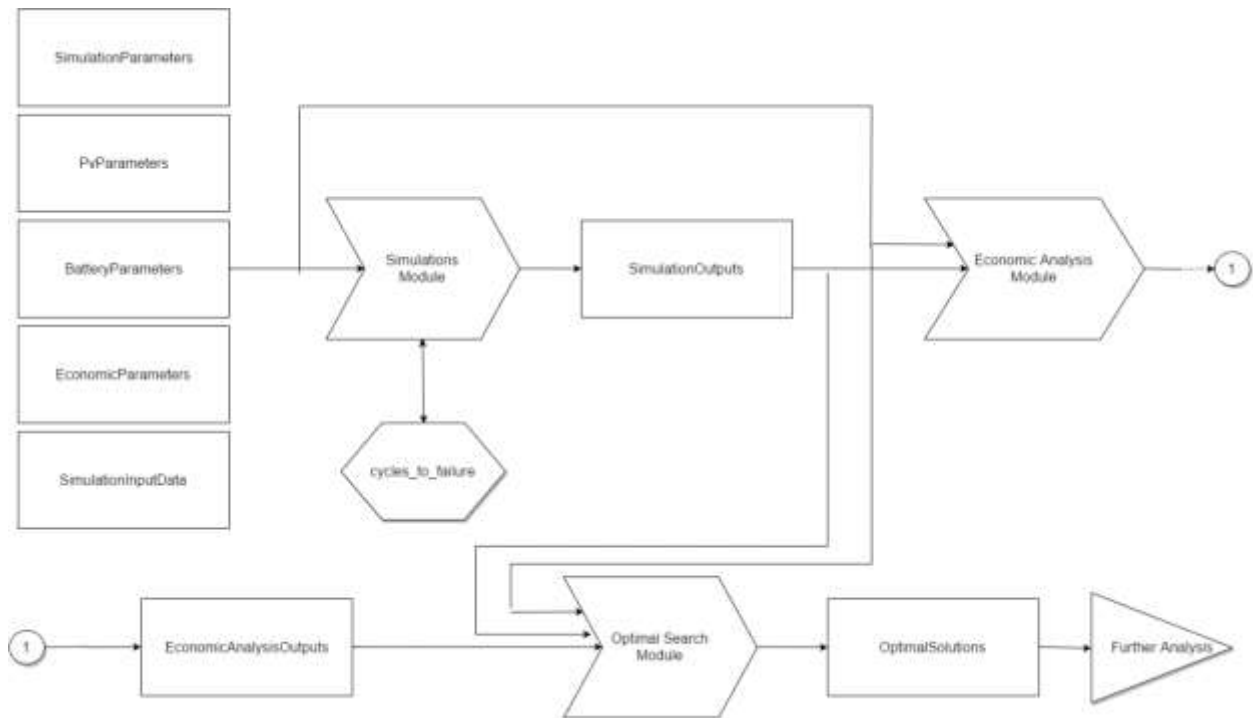 SimulationParameters
PvParameters
BatteryParameters
EconomicParameters
SimulationInputData
Simulations
Module
cycles_to_failure
SimulationOutputs
Economic Analysis
Module
1
1
EconomicAnalysisOutputs
Optimal Search
Module
OptimalSolutions
Further Analysis